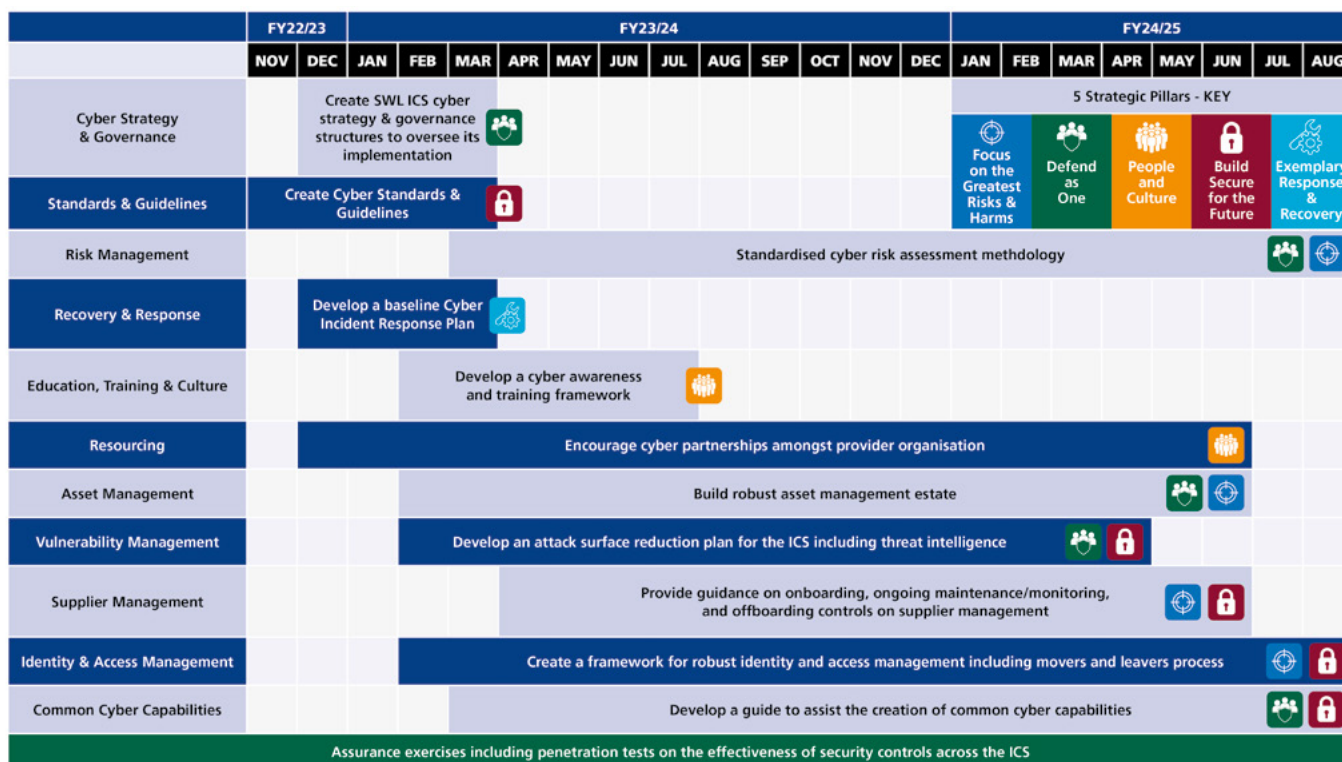 FY22/23
FY23/24
FY24/25
NOV
DEC
JAN
FEB
MAR
APR
MAY
JUN
JUL
AUG
SEP
OCT
NOV
DEC
JAN
FEB
MAR
APR
MAY
JUN
JUL
AUG
Cyber Strategy
& Governance
Create SWL ICS cyber
strategy & governance
structures to oversee its
implementation
5 Strategic Pillars - KEY
Focus
on the
Greatest
Risks &
Harms
Defend
as
One
People
and
Culture
Build
Secure
for the
Future
Exemplary
Response
&
Recovery
Standards & Guidelines
Create Cyber Standards &
Guidelines
Risk Management
Standardised cyber risk assessment methdology
Recovery & Response
Develop a baseline Cyber
Incident Response Plan
Education, Training & Culture
Develop a cyber awareness
and training framework
Resourcing
Encourage cyber partnerships amongst provider organisation
Asset Management
Build robust asset management estate
Vulnerability Management
Develop an attack surface reduction plan for the ICS including threat intelligence
Supplier Management
Provide guidance on onboarding, ongoing maintenance/monitoring,
and offboarding controls on supplier management
Identity & Access Management
Create a framework for robust identity and access management including movers and leavers process
Common Cyber Capabilities
Develop a guide to assist the creation of common cyber capabilities
Assurance exercises including penetration tests on the effectiveness of security controls across the ICS